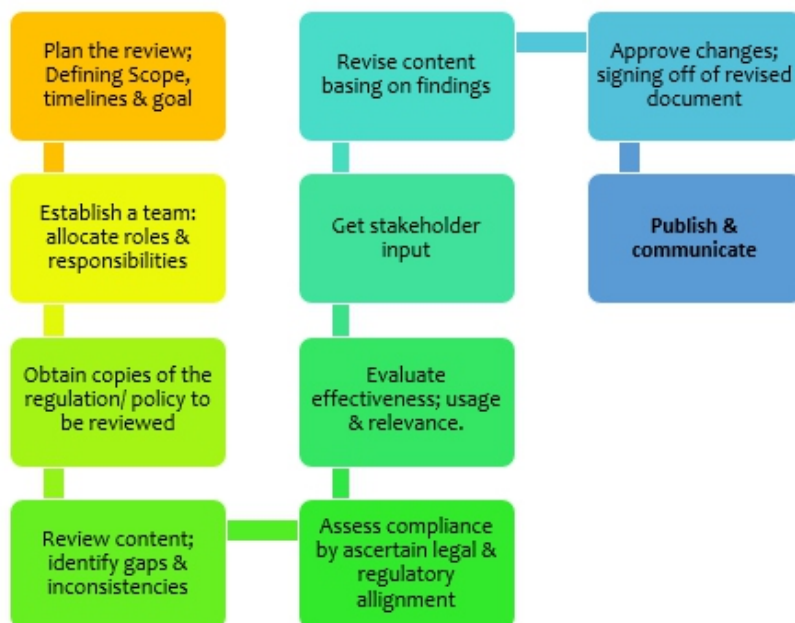 Plan the review;
Defining Scope,
timelines & goal
Establish a team:
allocate roles &
responsibilities
Obtain copies of the
regulation/ policy to
be reviewed
Review content;
identify gaps &
inconsistencies
Assess compliance
by ascertain legal &
regulatory
allignment
Evaluate
effectiveness; usage
& relevance.
Get stakeholder
input
Revise content
basing on findings
Approve changes;
signing off of revised
document
Publish &
communicate